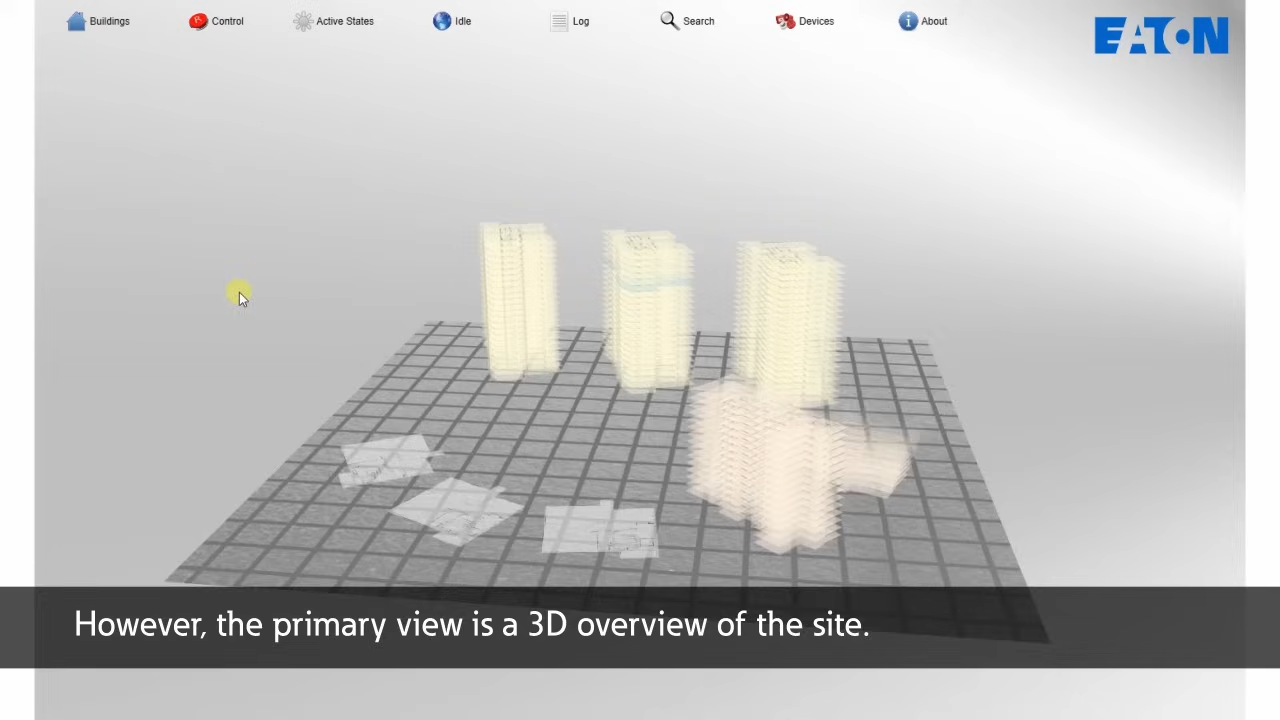 Buildings
Control
Active States
Idle
Log
Search
Devices
About
EATON
However, the primary view is a 3D overview of the site.